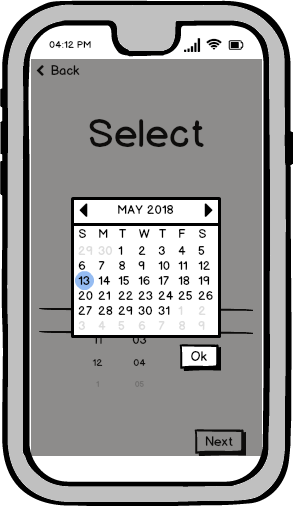 04:12 PM
Back
Select
MAY 2018
S M T W T F S
29 30 1 2 3 4 5
6 7 8 9 10 11 12
13 14 15 16 17 18 19
20 21 22 23 24 25 26
27 28 29 30 31 1 2
3 4 5 6 7 8 9
11 03
12 04
1 05
Ok
Next